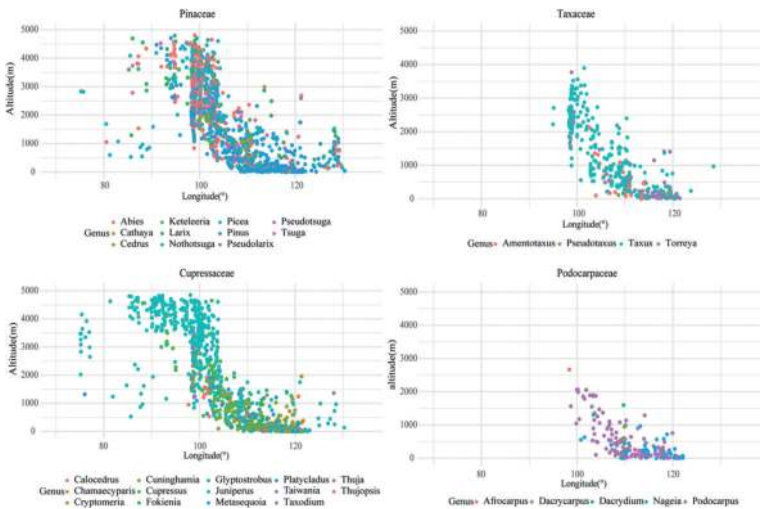 Pinaceae
Taxaceae
5000
4000
3000
2000
1000
0
Altitude(m)
80
100
120
Longitude(°)
Abies Keteleeria Picea Pseudotsuga
Genus Cathaya Larix Pinus Tsuga
Cedrus Nothotsuga Pseudolarix
5000
4000
3000
2000
1000
0
Altitude(m)
80
100
120
Longitude(°)
Genus Amentotaxus Pseudotaxus Taxus Torreya
Cupressaceae
Podocarpaceae
5000
4000
3000
2000
1000
0
Altitude(m)
80
100
120
Longitude(°)
Calocedrus Cuninghamia Glyptostrobus Platycladus Thuja
Genus Chamaecyparis Cupressus Juniperus Taiwania Thujopsis
Cryptomeria Fokienia Metasequoia Taxodium
5000
4000
3000
2000
1000
0
altitude(m)
80
100
120
Longitude(°)
Genus Afrocarpus Dacrycarpus Dacrydium Nageia Podocarpus